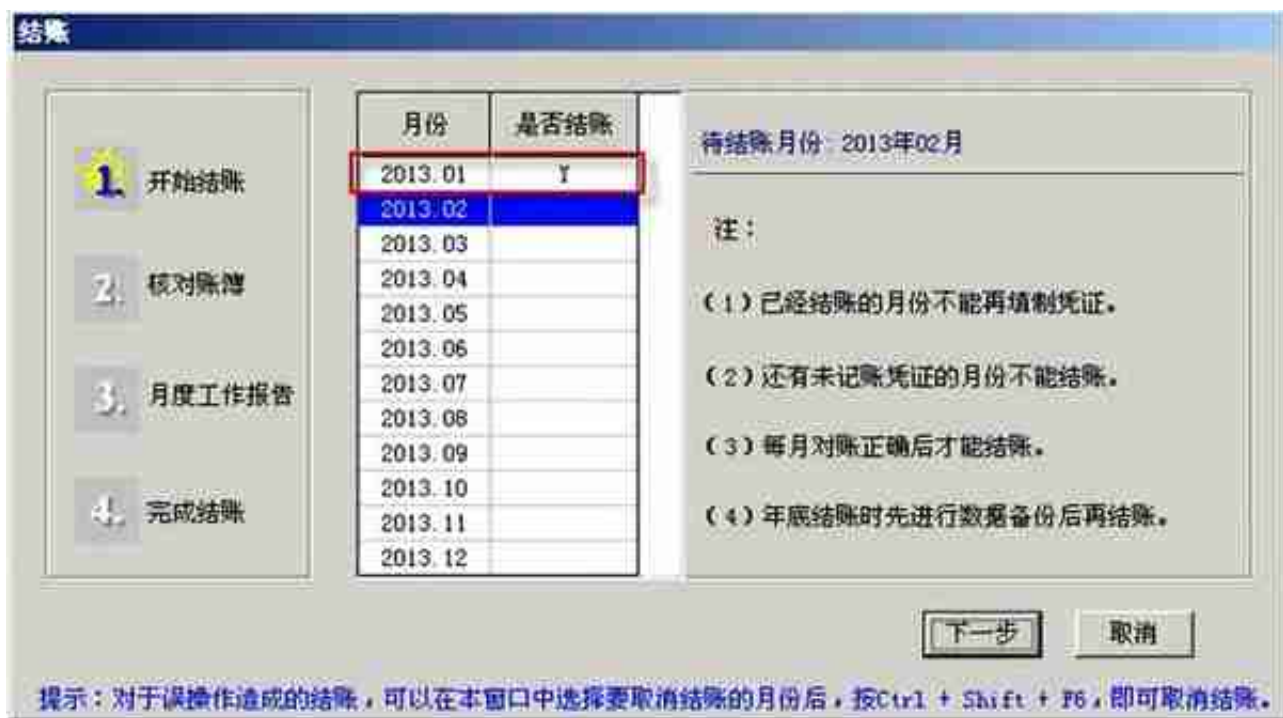 结账
1. 开始结账
2. 核对账簿
3. 月度工作报告
4. 完成结账
月份 是否结账
2013.01 Y
2013.02
2013.03
2013.04
2013.05
2013.06
2013.07
2013.08
2013.09
2013.10
2013.11
2013.12
待结账月份:2013年02月
注：
(1)已经结账的月份不能再填制凭证。
(2)还有未记账凭证的月份不能结账。
(3)每月对账正确后才能结账。
(4)年底结账时先进行数据备份后再结账。
下一步 取消
提示：对于误操作造成的结账，可以在本窗口中选择要取消结账的月份后，按Ctrl + Shift + F6，即可取消结账。